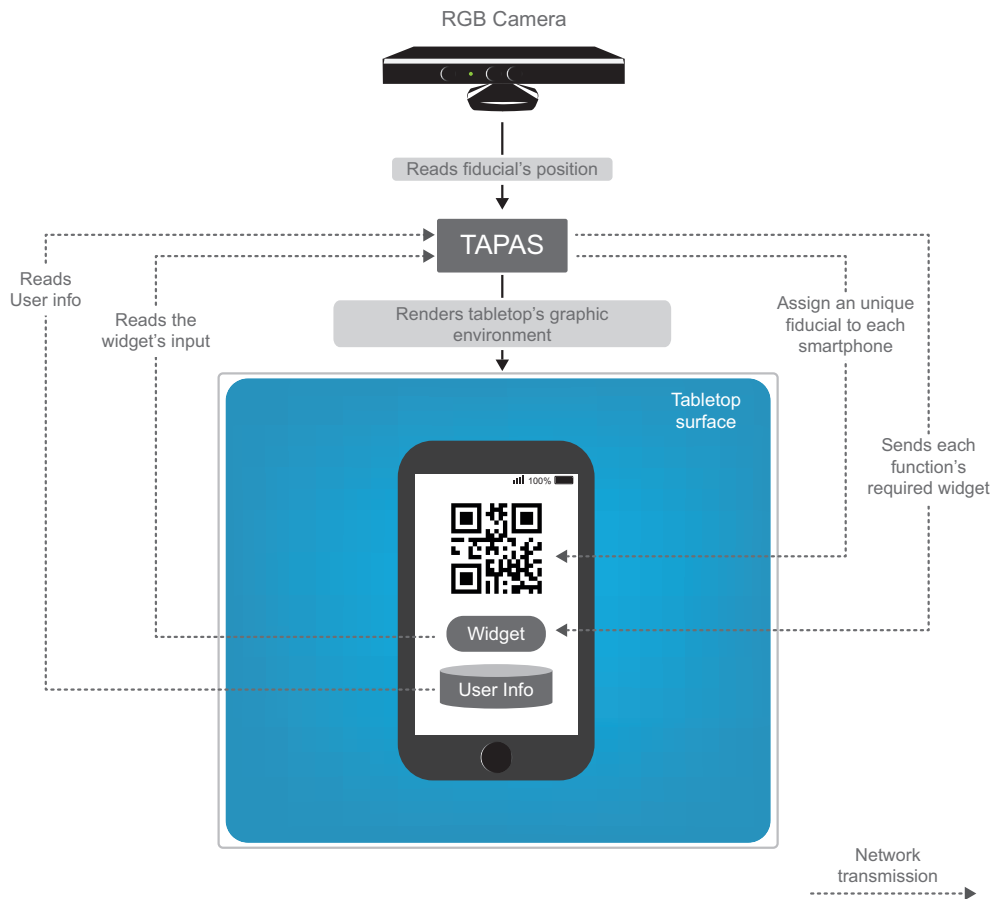 RGB Camera
Reads fiducial's position
TAPAS
Reads
User info
Reads the
widget's input
Renders tabletop's graphic
environment
Assign an unique
fiducial to each
smartphone
Tabletop
surface
Sends each
function's
required widget
100%
Widget
User Info
Network
transmission